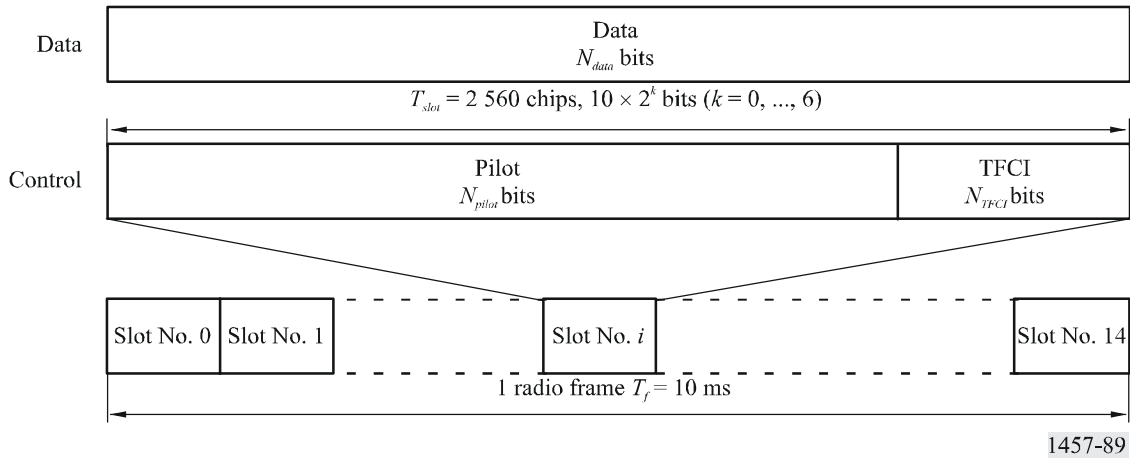 Data
Data
N_data bits
T_slot = 2 560 chips, 10 × 2^k bits (k = 0, ..., 6)
Control
Pilot
N_pilot bits
TFCI
N_TFCI bits
Slot No. 0
Slot No. 1
Slot No. i
Slot No. 14
1 radio frame T_f = 10 ms
1457-89